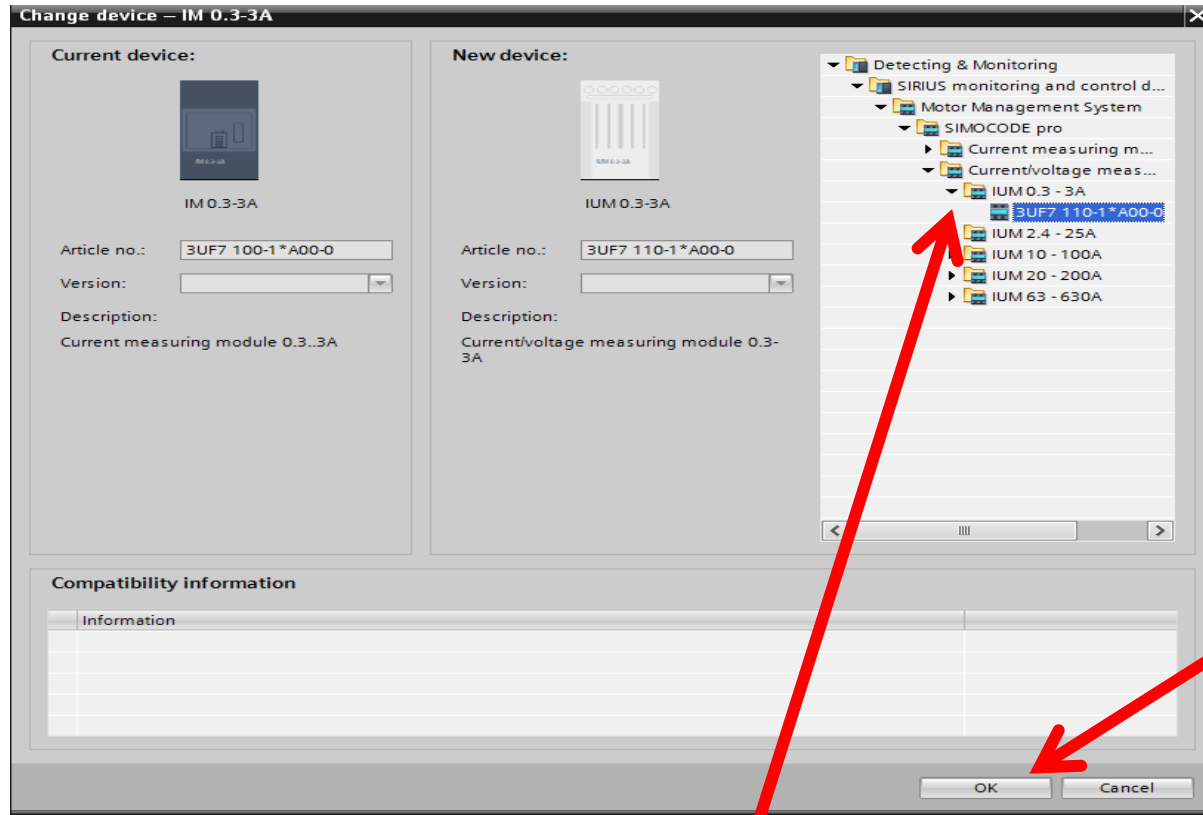 Change device – IM 0.3-3A
Current device:
IM 0.3-3A
IM 0.3-3A
Article no.: 3UF7 100-1*A00-0
Version:
Description:
Current measuring module 0.3..3A
New device:
IUM 0.3-3A
Article no.: 3UF7 110-1*A00-0
Version:
Description:
Current/voltage measuring module 0.3-
3A
Detecting & Monitoring
SIRIUS monitoring and control d...
Motor Management System
SIMOCODE pro
Current measuring m...
Current/voltage meas...
IUM 0.3 - 3A
3UF7 110-1*A00-0
IUM 2.4 - 25A
IUM 10 - 100A
IUM 20 - 200A
IUM 63 - 630A
Compatibility information
Information
OK Cancel